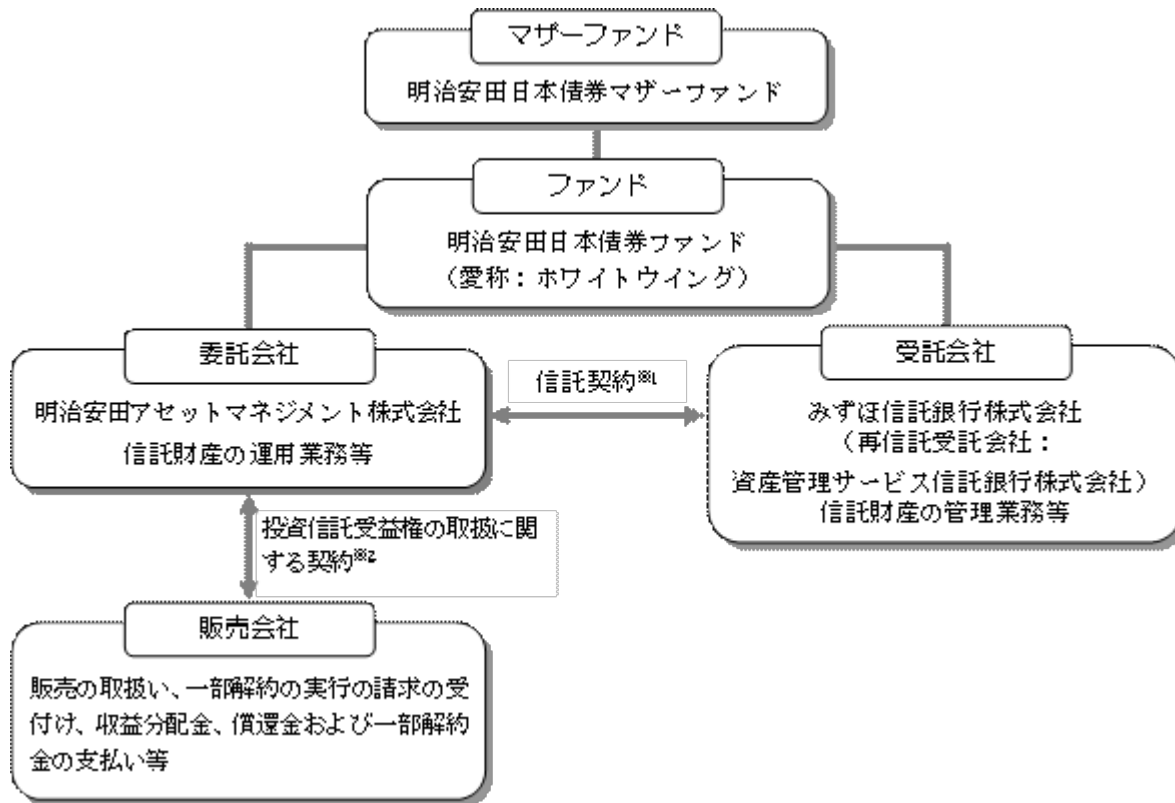 マザーファンド
明治安田日本債券マザーファンド
ファンド
明治安田日本債券ファンド
（愛称：ホワイトウイング）
委託会社
明治安田アセットマネジメント株式会社
信託財産の運用業務等
信託契約※1
受託会社
みずほ信託銀行株式会社
（再信託受託会社：
資産管理サービス信託銀行株式会社）
信託財産の管理業務等
投資信託受益権の取扱に関
する契約※2
販売会社
販売の取扱い、一部解約の実行の請求の受
付け、収益分配金、償還金および一部解約
金の支払い等